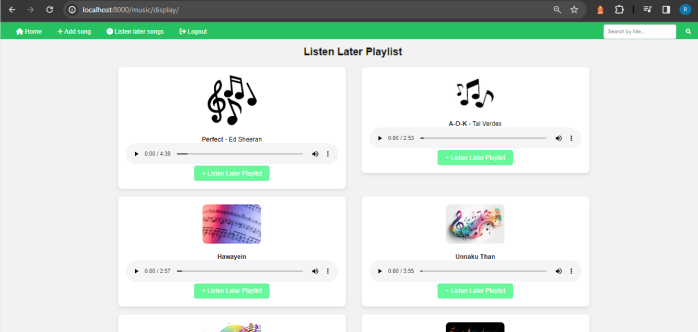 localhost:8000/music/display/
Home + Add song Listen later songs Logout Search by title...
Listen Later Playlist
Perfect - Ed Sheeran
0:00 / 4:39
+ Listen Later Playlist
A-O-K - Tai Verdes
0:00 / 2:53
+ Listen Later Playlist
Hawayein
0:00 / 2:57
+ Listen Later Playlist
Unnaku Than
0:00 / 3:55
+ Listen Later Playlist